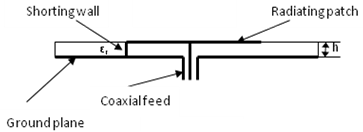 Shorting wall
Radiating patch
εr
h
Coaxial feed
Ground plane